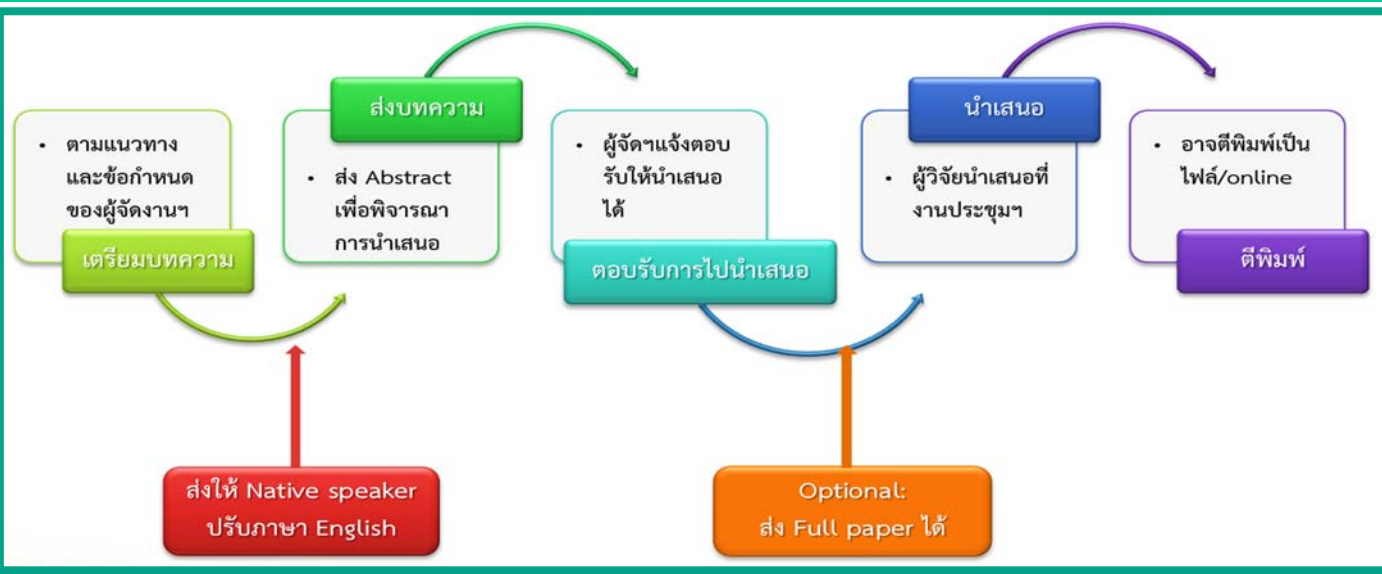 • ตามแนวทาง
และข้อกำหนด
ของผู้จัดงานฯ
เตรียมบทความ
ส่งบทความ
• ส่ง Abstract
เพื่อพิจารณา
การนำเสนอ
• ผู้จัดฯแจ้งตอบ
รับให้นำเสนอ
ได้
ตอบรับการไปนำเสนอ
นำเสนอ
• ผู้วิจัยนำเสนอที่
งานประชุมฯ
• อาจตีพิมพ์เป็น
ไฟล์/online
ตีพิมพ์
ส่งให้ Native speaker
ปรับภาษา English
Optional:
ส่ง Full paper ได้